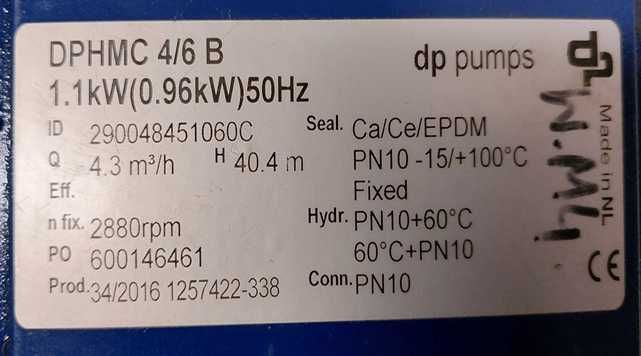 DPHMC 4/6 B
dp pumps
1.1kW(0.96kW)50Hz
ID 290048451060C
Q 4.3 m³/h H 40.4 m
Eff.
n fix. 2880rpm
PO 600146461
Prod. 34/2016 1257422-338
Seal. Ca/Ce/EPDM
PN10 -15/+100°C
Fixed
Hydr. PN10+60°C
60°C+PN10
Conn. PN10
Made in NL
CE